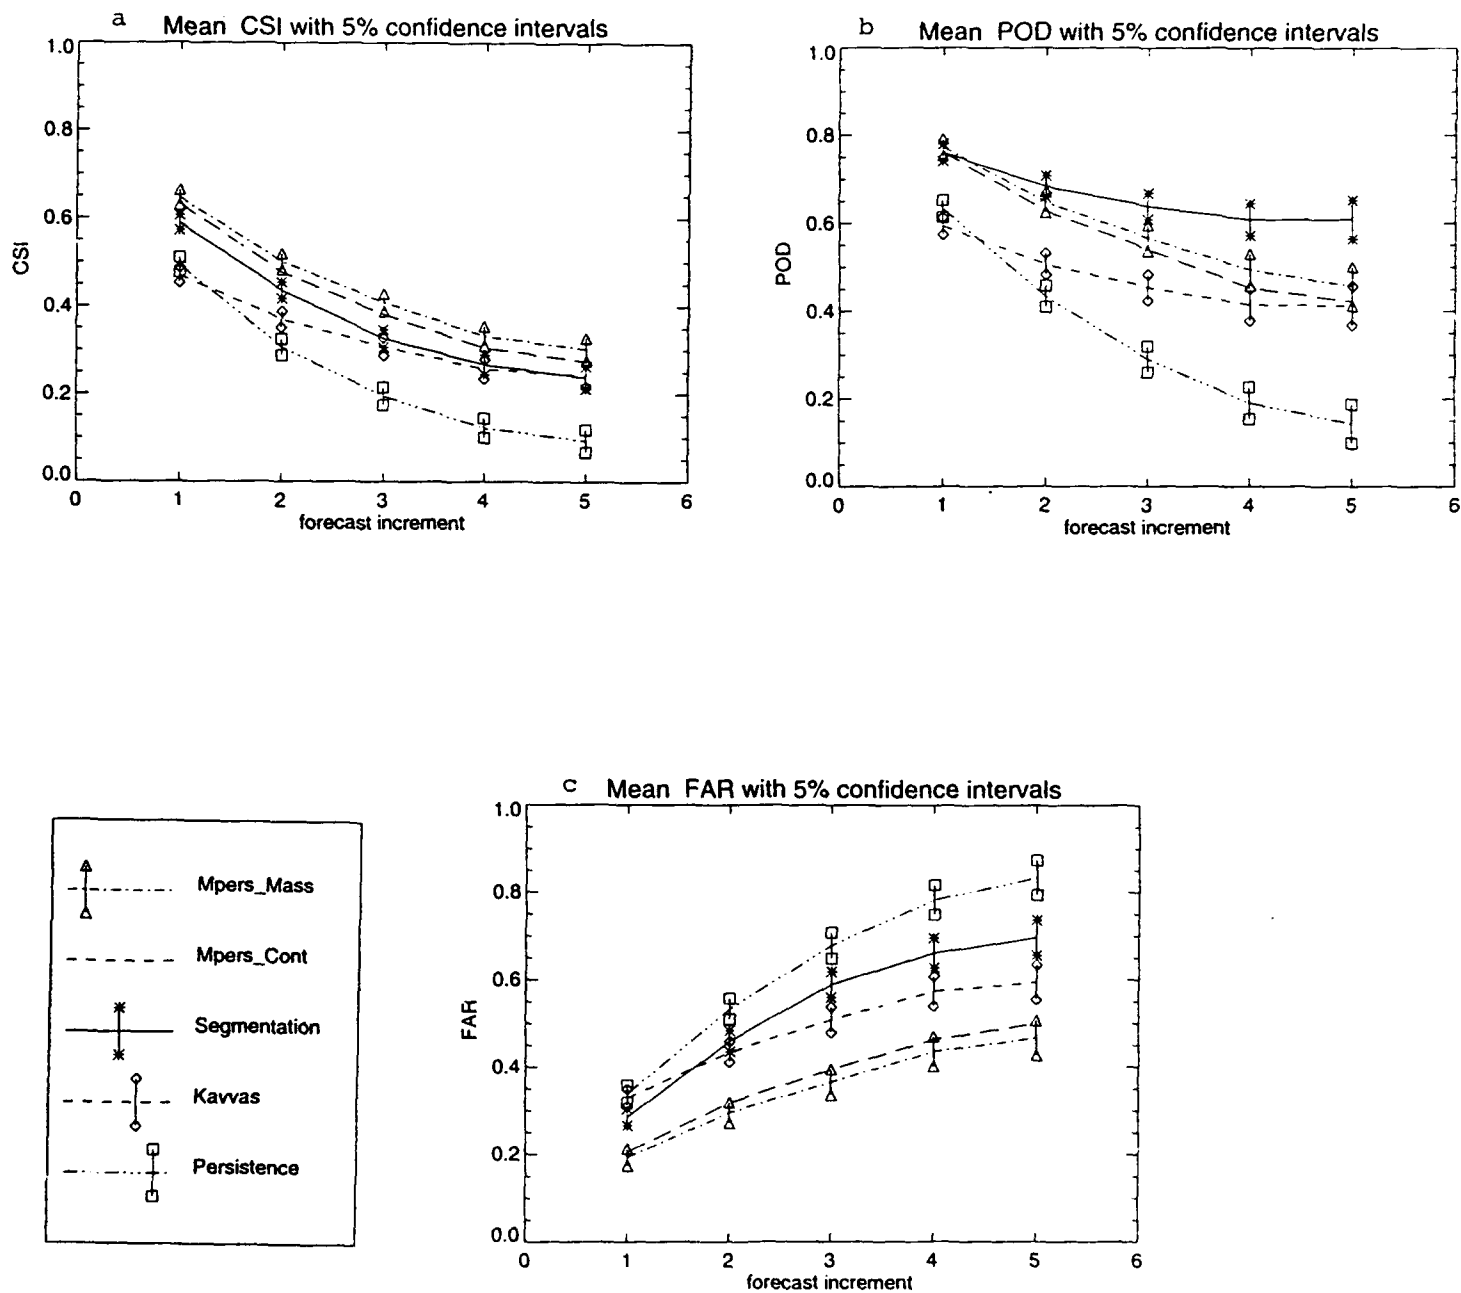 a Mean CSI with 5% confidence intervals
1.0
0.8
0.6
0.4
0.2
0.0
CSI
0 1 2 3 4 5 6
forecast increment
b Mean POD with 5% confidence intervals
1.0
0.8
0.6
0.4
0.2
0.0
POD
0 1 2 3 4 5 6
forecast increment
Mpers_Mass
Mpers_Cont
Segmentation
Kavvas
Persistence
c Mean FAR with 5% confidence intervals
1.0
0.8
0.6
0.4
0.2
0.0
FAR
0 1 2 3 4 5 6
forecast increment